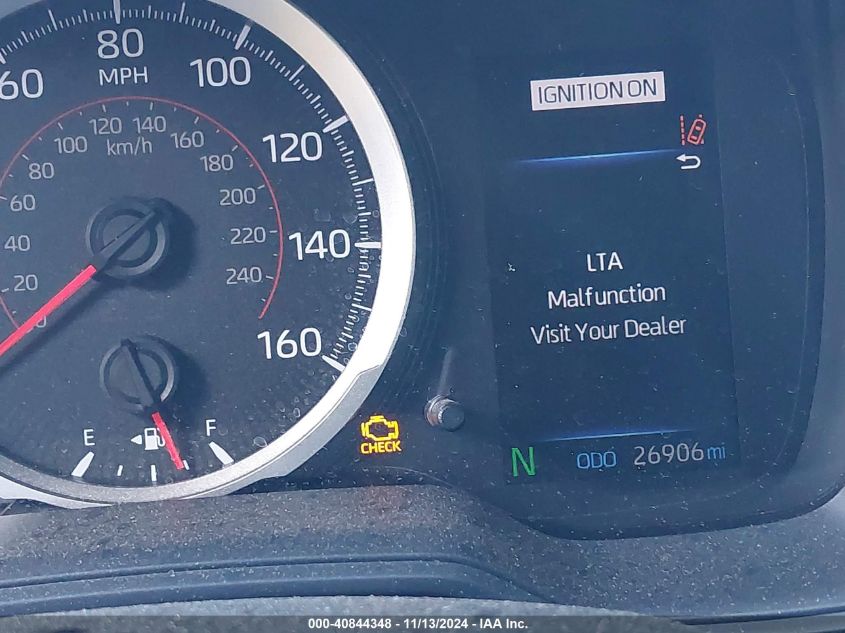 60
80
100
MPH
120
140
160
20
40
60
80
100
120
140
160
180
200
220
240
km/h
E
F
CHECK
IGNITION ON
LTA
Malfunction
Visit Your Dealer
N ODO 26906 mi
000-40844348 - 11/13/2024 - IAA Inc.